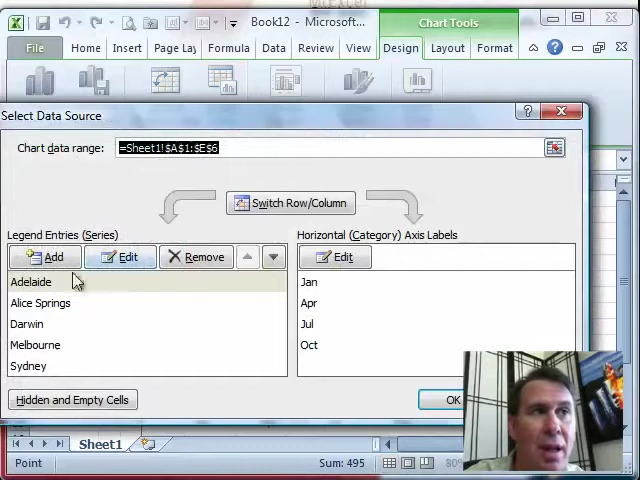 Book12 - Microsoft...
Chart Tools
File Home Insert Page Lay Formula Data Review View Design Layout Format
Select Data Source
Chart data range: =Sheet1!$A$1:$E$6
Switch Row/Column
Legend Entries (Series)
Horizontal (Category) Axis Labels
Add Edit Remove
Edit
Adelaide
Jan
Alice Springs
Apr
Darwin
Jul
Melbourne
Oct
Sydney
Hidden and Empty Cells
OK
Sheet1
Point
Sum: 495
80%